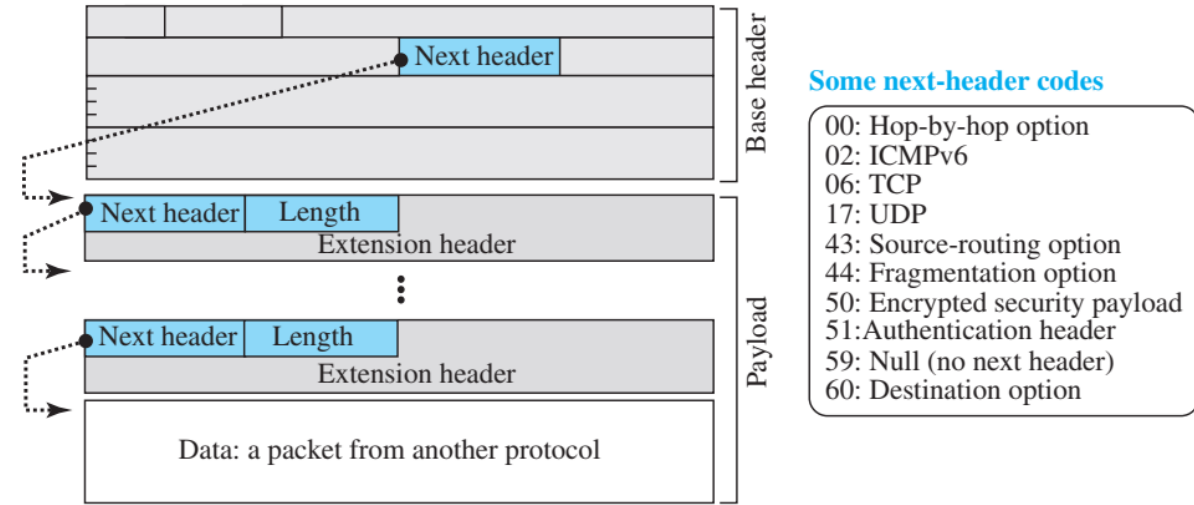 Next header
Base header
Next header
Length
Extension header
Next header
Length
Extension header
Data: a packet from another protocol
Payload
Some next-header codes
00: Hop-by-hop option
02: ICMPv6
06: TCP
17: UDP
43: Source-routing option
44: Fragmentation option
50: Encrypted security payload
51:Authentication header
59: Null (no next header)
60: Destination option